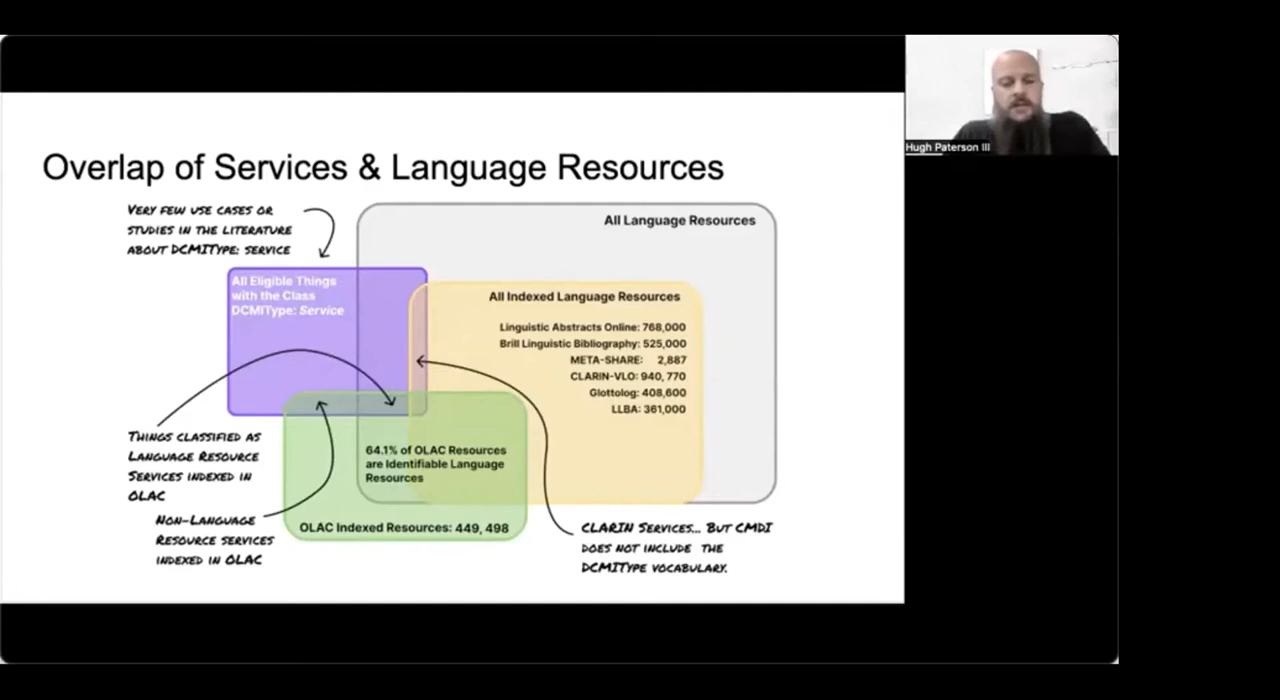 Hugh Paterson III
Overlap of Services & Language Resources
VERY FEW USE CASES OR
STUDIES IN THE LITERATURE
ABOUT DCMITYPE: SERVICE
All Language Resources
All Eligible Things
with the Class
DCMIType: Service
All Indexed Language Resources
Linguistic Abstracts Online: 768,000
Brill Linguistic Bibliography: 525,000
META-SHARE: 2,887
CLARIN-VLO: 940, 770
Glottolog: 408,600
LLBA: 361,000
THINGS CLASSIFIED AS
LANGUAGE RESOURCE
SERVICES INDEXED IN
OLAC
64.1% of OLAC Resources
are Identifiable Language
Resources
NON-LANGUAGE
RESOURCE SERVICES
INDEXED IN OLAC
OLAC Indexed Resources: 449, 498
CLARIN SERVICES... BUT CMDI
DOES NOT INCLUDE THE
DCMITYPE VOCABULARY.